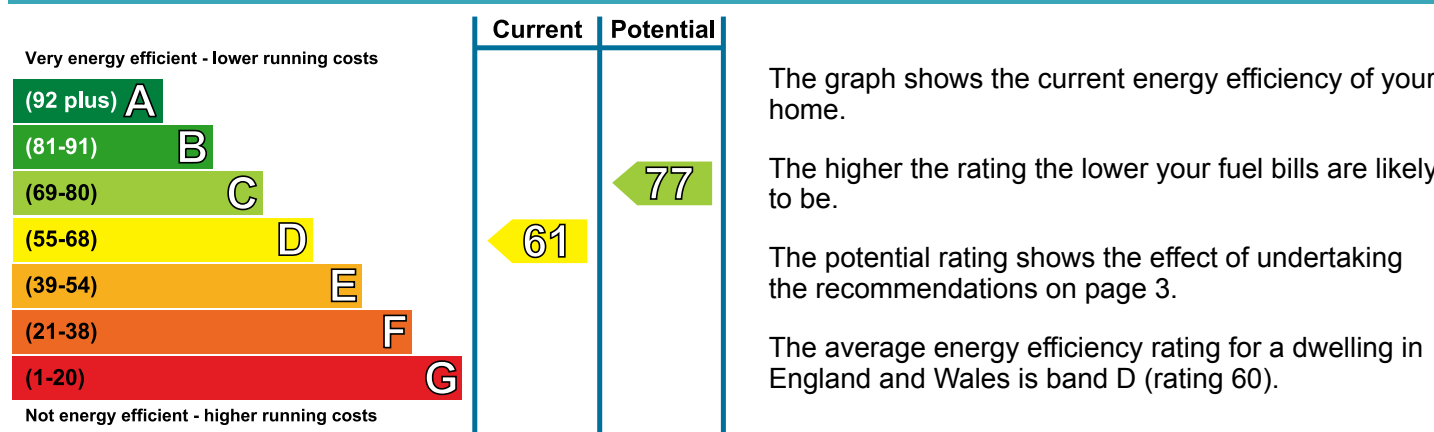 Current Potential
Very energy efficient - lower running costs
(92 plus) A
(81-91) B
(69-80) C
(55-68) D
(39-54) E
(21-38) F
(1-20) G
Not energy efficient - higher running costs
61
77
The graph shows the current energy efficiency of your
home.
The higher the rating the lower your fuel bills are likely
to be.
The potential rating shows the effect of undertaking
the recommendations on page 3.
The average energy efficiency rating for a dwelling in
England and Wales is band D (rating 60).